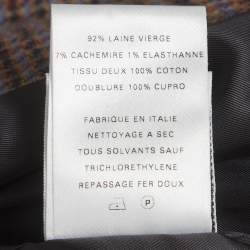 92% LAINE VIERGE
7% CACHEMIRE 1% ELASTHANNE
TISSU DEUX 100% COTON
DOUBLURE 100% CUPRO
FABRIQUE EN ITALIE
NETTOYAGE A SEC
TOUS SOLVANTS SAUF
TRICHLORETHYLENE
REPASSAGE FER DOUX
P